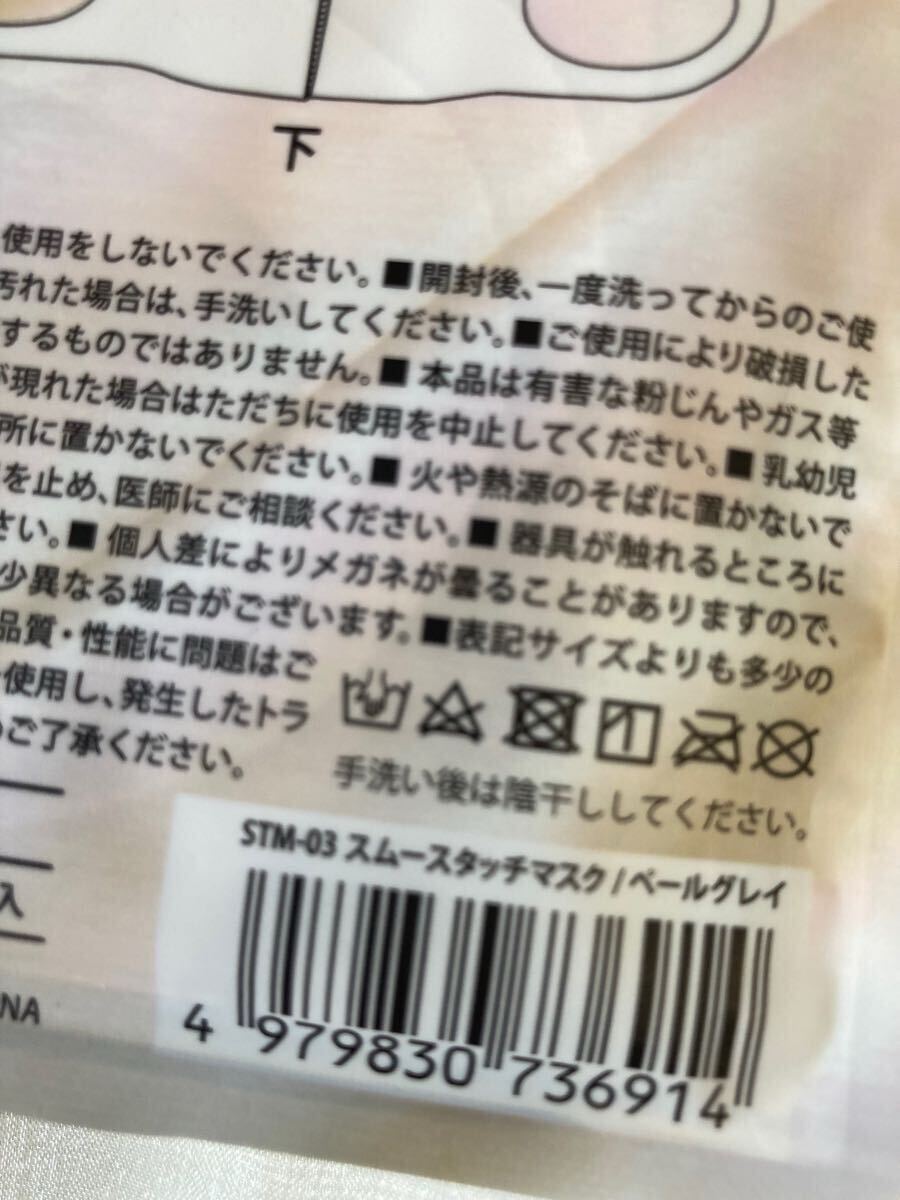 下
使用をしないでください。■開封後、一度洗ってからのご使
汚れた場合は、手洗いしてください。■ご使用により破損した
するものではありません。■本品は有害な粉じんやガス等
が現れた場合はただちに使用を中止してください。■乳幼児
所に置かないでください。■火や熱源のそばに置かないで
を止め、医師にご相談ください。■器具が触れるところに
さい。■個人差によりメガネが曇ることがありますので、
少異なる場合がございます。■表記サイズよりも多少の
品質・性能に問題はご
使用し、発生したトラ
ご了承ください。
手洗い後は陰干ししてください。
入
NA
STM-03 スムースタッチマスク/ペールグレイ
4 979830 736914